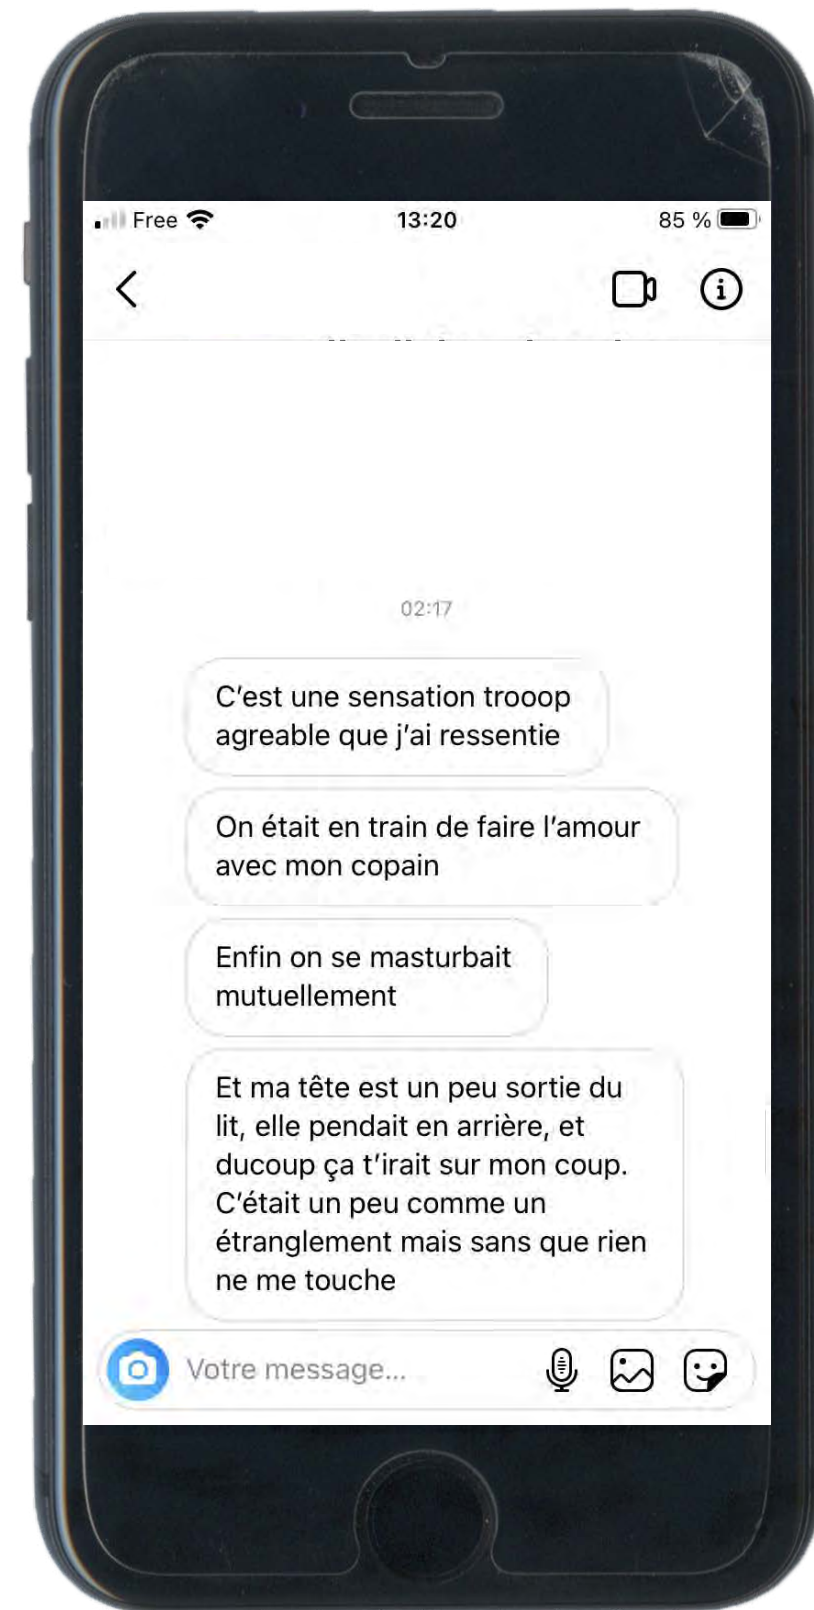 Free
13:20
85 %
02:17
C'est une sensation trooop
agreable que j'ai ressentie
On était en train de faire l'amour
avec mon copain
Enfin on se masturbait
mutuellement
Et ma tête est un peu sortie du
lit, elle pendait en arrière, et
ducoup ça t'irait sur mon coup.
C'était un peu comme un
étranglement mais sans que rien
ne me touche
Votre message...